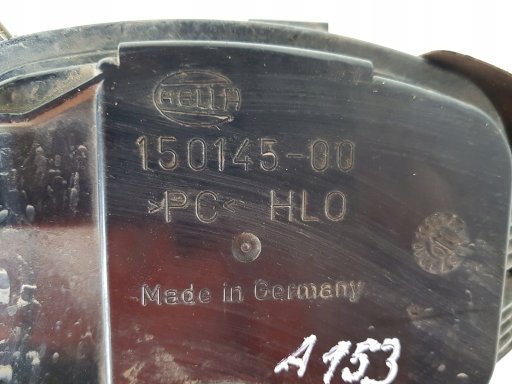 HELLA
150145-00
>PC< HLO
Made in Germany
A 153